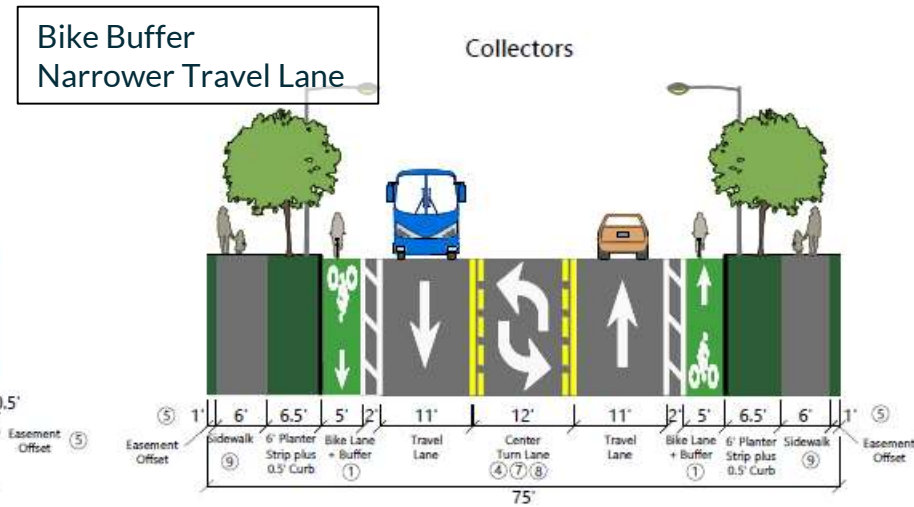 Bike Buffer
Narrower Travel Lane
Collectors
0.5'
⑤ 1' 6' 6.5' 5' 2' 11' 12' 11' 2' 5' 6.5' 6' 1' ⑤
Easement
Offset ⑤
Easement
Offset
Sidewalk
⑨
6' Planter
Strip plus
0.5' Curb
Bike Lane
+ Buffer
①
Travel
Lane
Center
Turn Lane
④ ⑦ ⑧
Travel
Lane
Bike Lane
+ Buffer
①
6' Planter
Strip plus
0.5' Curb
Sidewalk
⑨
Easement
Offset
75'